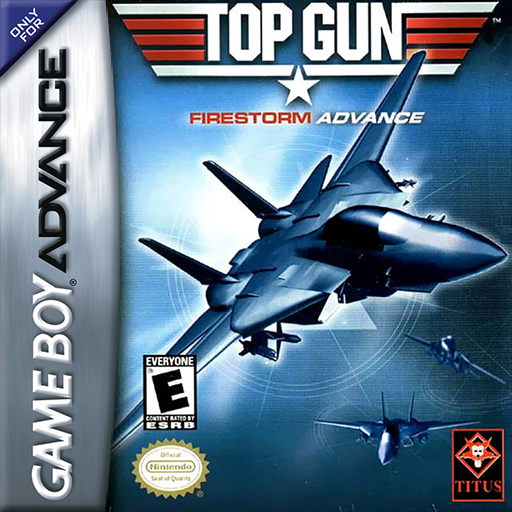 ONLY
FOR
GAME BOY ADVANCE
TOP GUN
™
FIRESTORM ADVANCE
EVERYONE
E
CONTENT RATED BY
ESRB
Official
Nintendo
Seal of Quality
TITUS
®